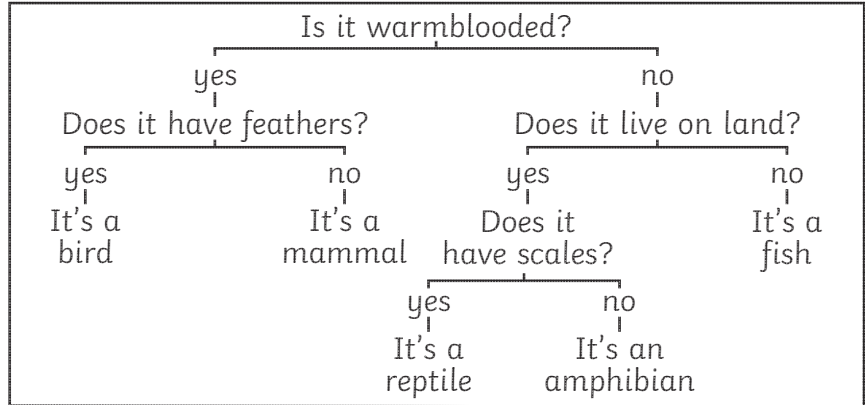 Is it warmblooded?
yes
no
Does it have feathers?
Does it live on land?
yes
no
yes
no
It's a
bird
It's a
mammal
Does it
have scales?
It's a
fish
yes
no
It's a
reptile
It's an
amphibian